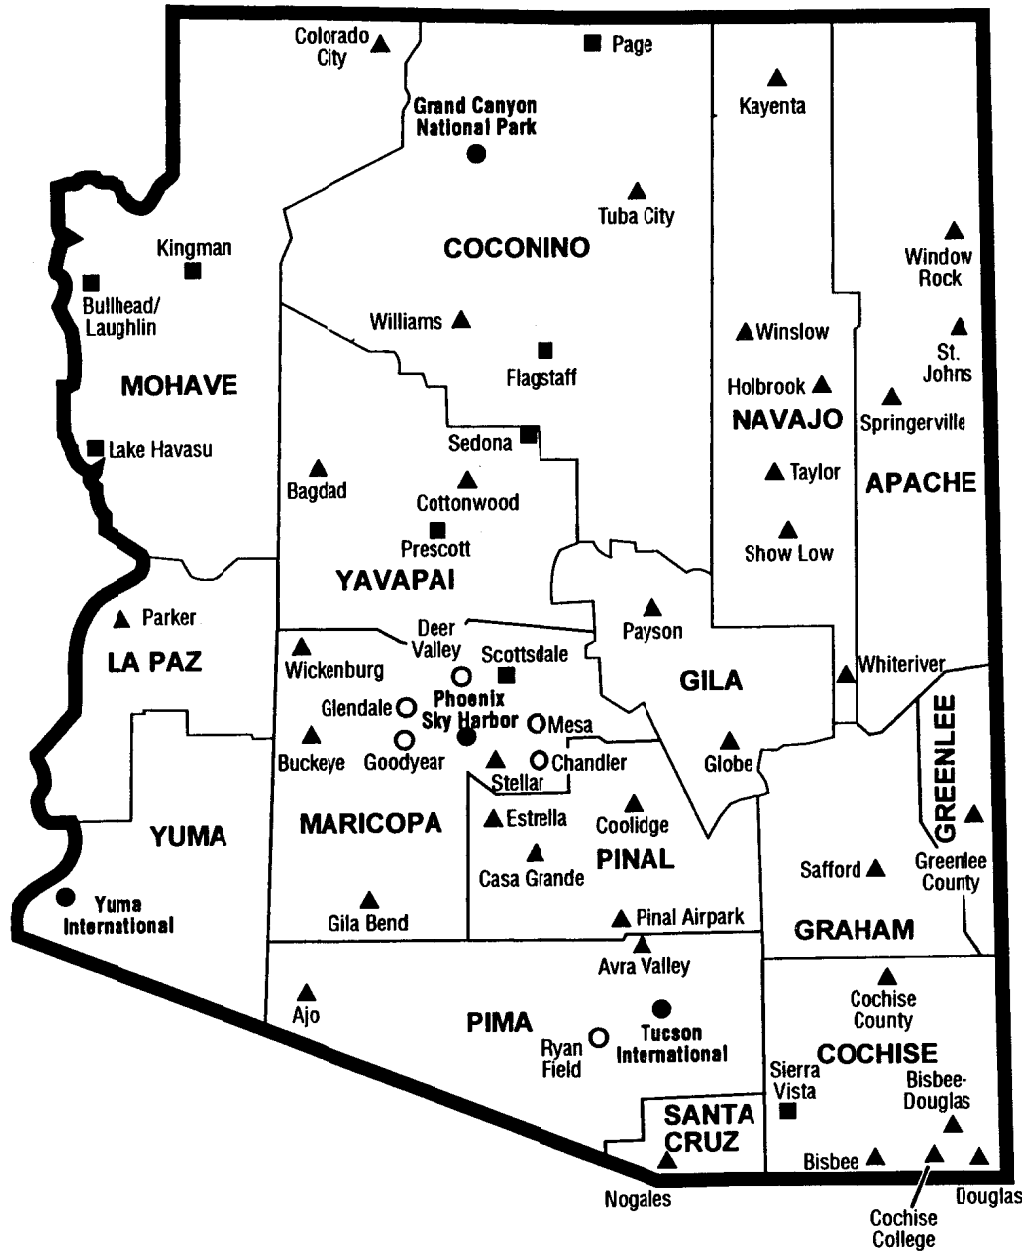 Colorado
City
Page
Kayenta
Grand Canyon
National Park
Tuba City
Kingman
COCONINO
Window
Rock
Bullhead/
Laughlin
Williams
Winslow
St.
Johns
Flagstaff
MOHAVE
Holbrook
NAVAJO
Springerville
Lake Havasu
Sedona
Bagdad
Cottonwood
Taylor
APACHE
Prescott
Show Low
YAVAPAI
Parker
Payson
Deer
Valley
LA PAZ
Wickenburg
Scottsdale
Whiteriver
GILA
Glendale
Phoenix
Sky Harbor
Mesa
Buckeye
Goodyear
Chandler
Globe
Stellar
GREENLEE
YUMA
MARICOPA
Estrella
Coolidge
PINAL
Casa Grande
Safford
Greenlee
County
Yuma
International
Gila Bend
Pinal Airpark
GRAHAM
Avra Valley
Ajo
PIMA
Cochise
County
Tucson
International
Ryan
Field
COCHISE
Sierra
Vista
Bisbee-
Douglas
SANTA
CRUZ
Bisbee
Nogales
Douglas
Cochise
College